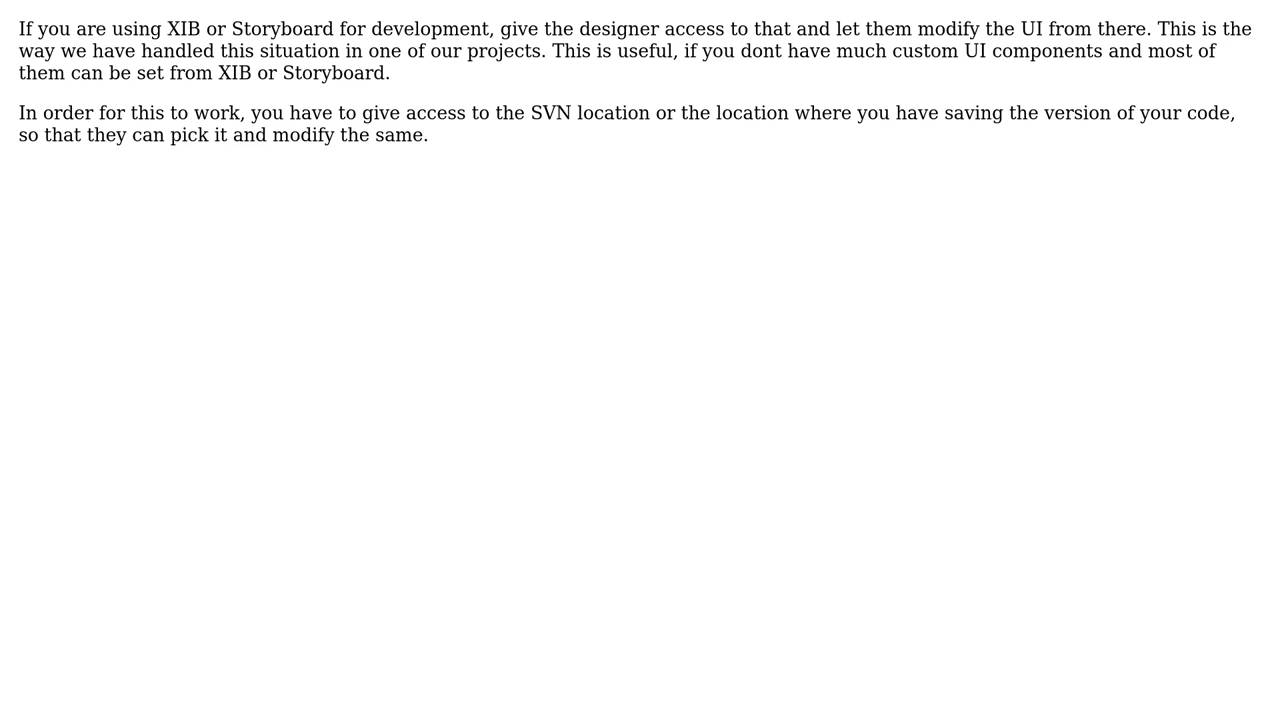 If you are using XIB or Storyboard for development, give the designer access to that and let them modify the UI from there. This is the
way we have handled this situation in one of our projects. This is useful, if you dont have much custom UI components and most of
them can be set from XIB or Storyboard.
In order for this to work, you have to give access to the SVN location or the location where you have saving the version of your code,
so that they can pick it and modify the same.